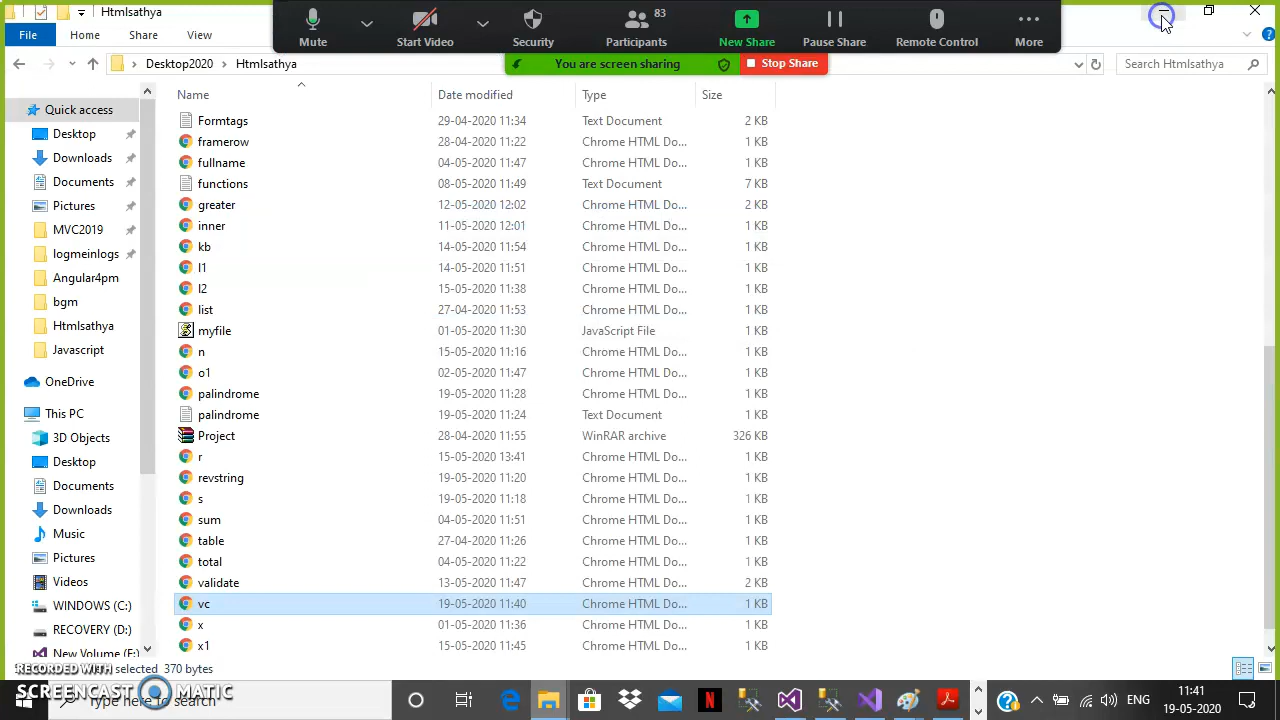 Htmlsathya
File Home Share View
Mute Start Video Security 83 Participants New Share Pause Share Remote Control More
You are screen sharing Stop Share
Desktop2020 Htmlsathya Search Htmlsathya
Name Date modified Type Size
Quick access
Desktop
Downloads
Documents
Pictures
MVC2019
logmeinlogs
Angular4pm
bgm
Htmlsathya
Javascript
OneDrive
This PC
3D Objects
Desktop
Documents
Downloads
Music
Pictures
Videos
WINDOWS (C:)
RECOVERY (D:)
New Volume (E:)
Formtags 29-04-2020 11:34 Text Document 2 KB
framerow 28-04-2020 11:22 Chrome HTML Do... 1 KB
fullname 04-05-2020 11:47 Chrome HTML Do... 1 KB
functions 08-05-2020 11:49 Text Document 7 KB
greater 12-05-2020 12:02 Chrome HTML Do... 2 KB
inner 11-05-2020 12:01 Chrome HTML Do... 1 KB
kb 14-05-2020 11:54 Chrome HTML Do... 1 KB
l1 14-05-2020 11:51 Chrome HTML Do... 1 KB
l2 15-05-2020 11:38 Chrome HTML Do... 1 KB
list 27-04-2020 11:53 Chrome HTML Do... 1 KB
myfile 01-05-2020 11:30 JavaScript File 1 KB
n 15-05-2020 11:16 Chrome HTML Do... 1 KB
o1 02-05-2020 11:47 Chrome HTML Do... 1 KB
palindrome 19-05-2020 11:28 Chrome HTML Do... 1 KB
palindrome 19-05-2020 11:24 Text Document 1 KB
Project 28-04-2020 11:55 WinRAR archive 326 KB
r 15-05-2020 13:41 Chrome HTML Do... 1 KB
revstring 19-05-2020 11:20 Chrome HTML Do... 1 KB
s 19-05-2020 11:18 Chrome HTML Do... 1 KB
sum 04-05-2020 11:51 Chrome HTML Do... 1 KB
table 27-04-2020 11:26 Chrome HTML Do... 1 KB
total 04-05-2020 11:22 Chrome HTML Do... 1 KB
validate 13-05-2020 11:47 Chrome HTML Do... 2 KB
vc 19-05-2020 11:40 Chrome HTML Do... 1 KB
x 01-05-2020 11:36 Chrome HTML Do... 1 KB
x1 15-05-2020 11:45 Chrome HTML Do... 1 KB
selected 370 bytes
RECORDED WITH
SCREENCAST MATIC
Type here to search
ENG
11:41
19-05-2020